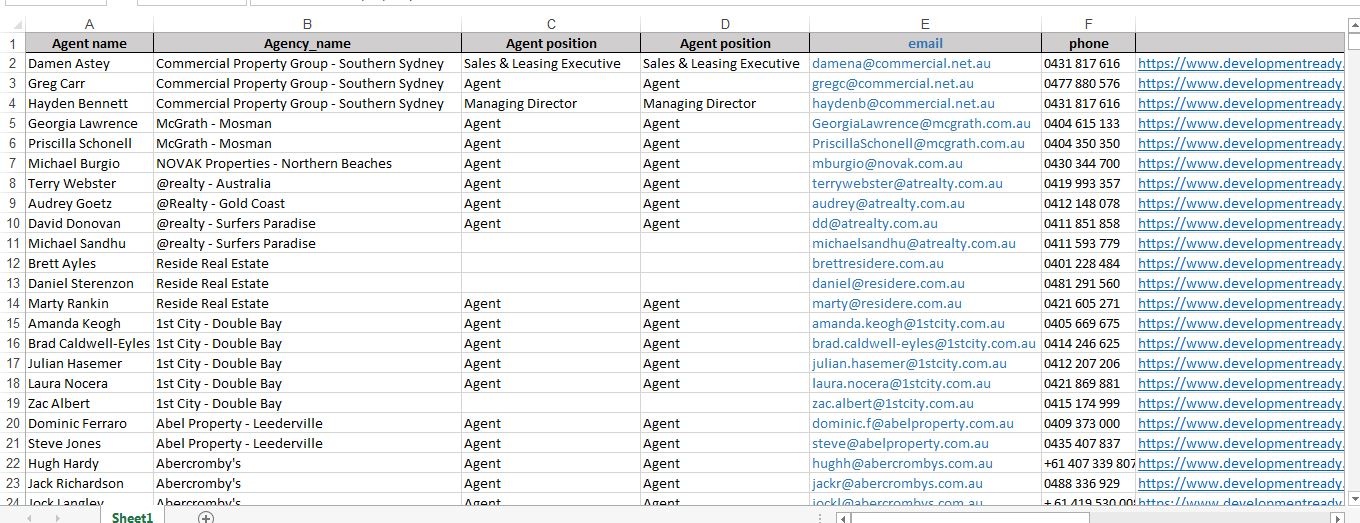 A B C D E F
1 Agent name Agency_name Agent position Agent position email phone
2 Damen Astey Commercial Property Group - Southern Sydney Sales & Leasing Executive Sales & Leasing Executive damena@commercial.net.au 0431 817 616 https://www.developmentready.
3 Greg Carr Commercial Property Group - Southern Sydney Agent Agent gregc@commercial.net.au 0477 880 576 https://www.developmentready.
4 Hayden Bennett Commercial Property Group - Southern Sydney Managing Director Managing Director haydenb@commercial.net.au 0431 817 616 https://www.developmentready.
5 Georgia Lawrence McGrath - Mosman Agent Agent GeorgiaLawrence@mcgrath.com.au 0404 615 133 https://www.developmentready.
6 Priscilla Schonell McGrath - Mosman Agent Agent PriscillaSchonell@mcgrath.com.au 0404 350 350 https://www.developmentready.
7 Michael Burgio NOVAK Properties - Northern Beaches Agent Agent mburgio@novak.com.au 0430 344 700 https://www.developmentready.
8 Terry Webster @realty - Australia Agent Agent terrywebster@atrealty.com.au 0419 993 357 https://www.developmentready.
9 Audrey Goetz @Realty - Gold Coast Agent Agent audrey@atrealty.com.au 0412 148 078 https://www.developmentready.
10 David Donovan @realty - Surfers Paradise Agent Agent dd@atrealty.com.au 0411 851 858 https://www.developmentready.
11 Michael Sandhu @realty - Surfers Paradise michaelsandhu@atrealty.com.au 0411 593 779 https://www.developmentready.
12 Brett Ayles Reside Real Estate brettresidere.com.au 0401 228 484 https://www.developmentready.
13 Daniel Sterenzon Reside Real Estate daniel@residere.com.au 0481 291 560 https://www.developmentready.
14 Marty Rankin Reside Real Estate Agent Agent marty@residere.com.au 0421 605 271 https://www.developmentready.
15 Amanda Keogh 1st City - Double Bay Agent Agent amanda.keogh@1stcity.com.au 0405 669 675 https://www.developmentready.
16 Brad Caldwell-Eyles 1st City - Double Bay Agent Agent brad.caldwell-eyles@1stcity.com.au 0414 246 625 https://www.developmentready.
17 Julian Hasemer 1st City - Double Bay Agent Agent julian.hasemer@1stcity.com.au 0412 207 206 https://www.developmentready.
18 Laura Nocera 1st City - Double Bay Agent Agent laura.nocera@1stcity.com.au 0421 869 881 https://www.developmentready.
19 Zac Albert 1st City - Double Bay zac.albert@1stcity.com.au 0415 174 999 https://www.developmentready.
20 Dominic Ferraro Abel Property - Leederville Agent Agent dominic.f@abelproperty.com.au 0409 373 000 https://www.developmentready.
21 Steve Jones Abel Property - Leederville Agent Agent steve@abelproperty.com.au 0435 407 837 https://www.developmentready.
22 Hugh Hardy Abercromby's Agent Agent hughh@abercrombys.com.au +61 407 339 807 https://www.developmentready.
23 Jack Richardson Abercromby's Agent Agent jackr@abercrombys.com.au 0488 336 929 https://www.developmentready.
24 Jock Langley Abercromby's Agent Agent jockl@abercrombys.com.au https://www.developmentready.
Sheet1